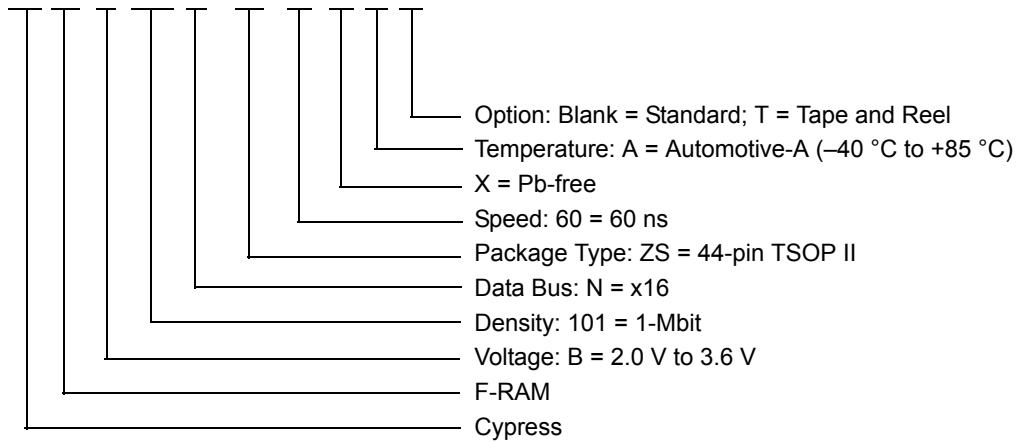 Option: Blank = Standard; T = Tape and Reel
Temperature: A = Automotive-A (–40 °C to +85 °C)
X = Pb-free
Speed: 60 = 60 ns
Package Type: ZS = 44-pin TSOP II
Data Bus: N = x16
Density: 101 = 1-Mbit
Voltage: B = 2.0 V to 3.6 V
F-RAM
Cypress